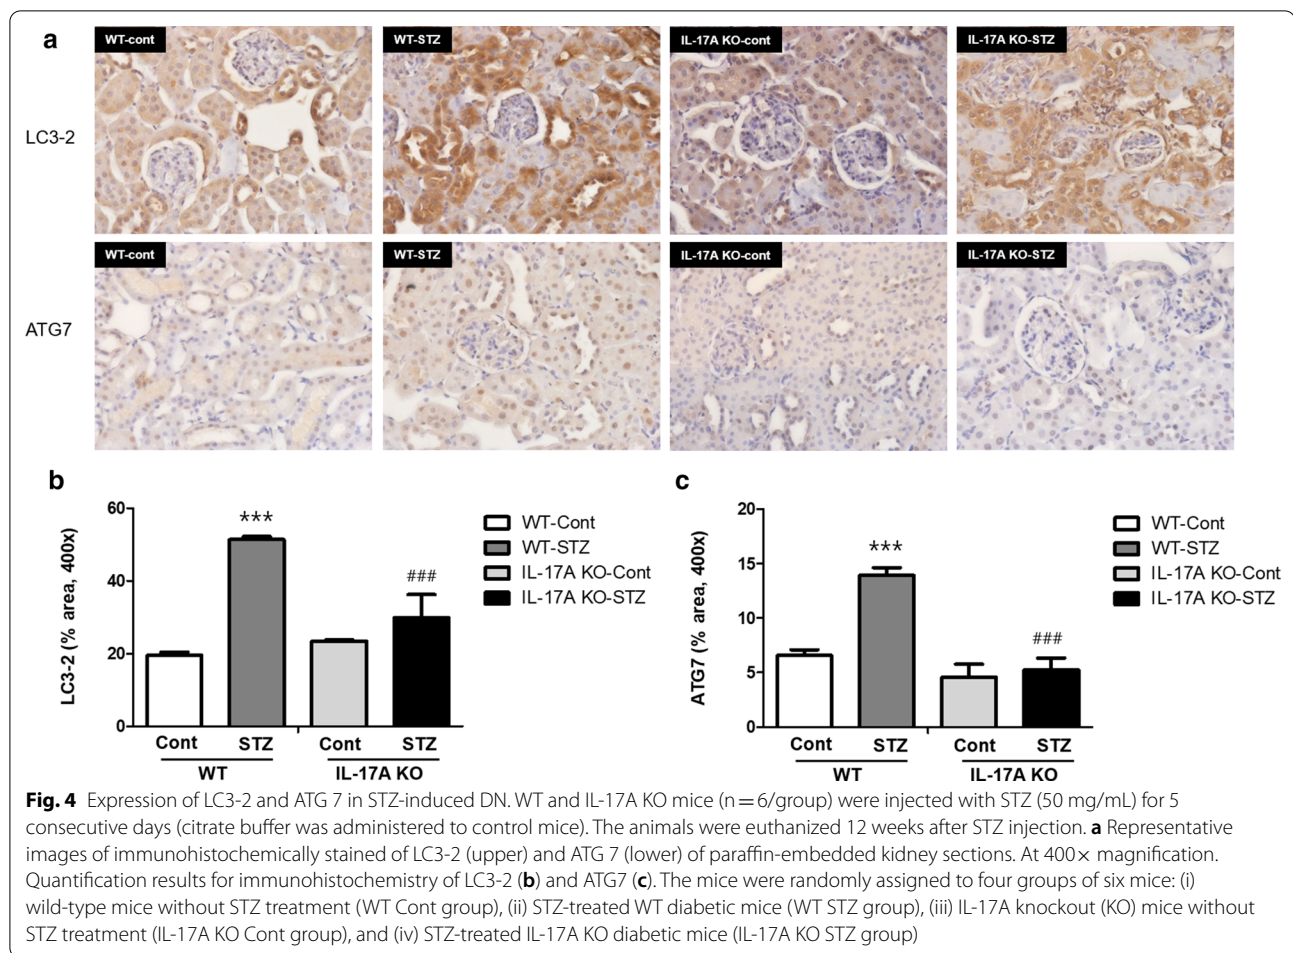 a
WT-cont
WT-STZ
IL-17A KO-cont
IL-17A KO-STZ
LC3-2
WT-cont
WT-STZ
IL-17A KO-cont
IL-17A KO-STZ
ATG7
b
LC3-2 (% area, 400x)
60
40
20
0
***
###
Cont
STZ
Cont
STZ
WT
IL-17A KO
WT-Cont
WT-STZ
IL-17A KO-Cont
IL-17A KO-STZ
c
ATG7 (% area, 400x)
20
15
10
5
0
***
###
Cont
STZ
Cont
STZ
WT
IL-17A KO
WT-Cont
WT-STZ
IL-17A KO-Cont
IL-17A KO-STZ
Fig. 4 Expression of LC3-2 and ATG 7 in STZ-induced DN. WT and IL-17A KO mice (n = 6/group) were injected with STZ (50 mg/mL) for 5
consecutive days (citrate buffer was administered to control mice). The animals were euthanized 12 weeks after STZ injection. a Representative
images of immunohistochemically stained of LC3-2 (upper) and ATG 7 (lower) of paraffin-embedded kidney sections. At 400× magnification.
Quantification results for immunohistochemistry of LC3-2 (b) and ATG7 (c). The mice were randomly assigned to four groups of six mice: (i)
wild-type mice without STZ treatment (WT Cont group), (ii) STZ-treated WT diabetic mice (WT STZ group), (iii) IL-17A knockout (KO) mice without
STZ treatment (IL-17A KO Cont group), and (iv) STZ-treated IL-17A KO diabetic mice (IL-17A KO STZ group)